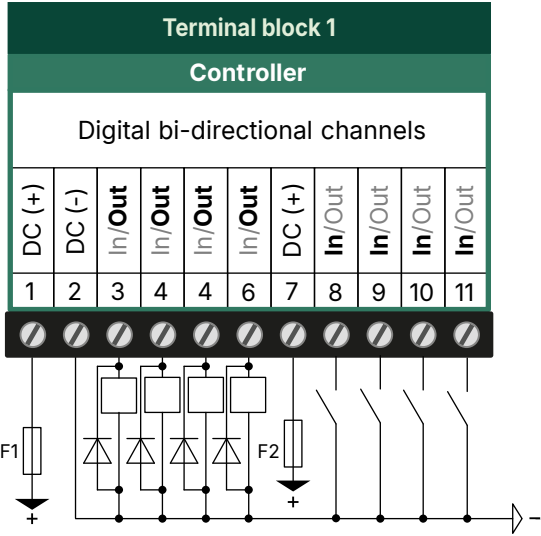 Terminal block 1
Controller
Digital bi-directional channels
DC (+)
DC (-)
In/Out
In/Out
In/Out
In/Out
DC (+)
In/Out
In/Out
In/Out
In/Out
1 2 3 4 4 6 7 8 9 10 11
F1
F2
+
+
-